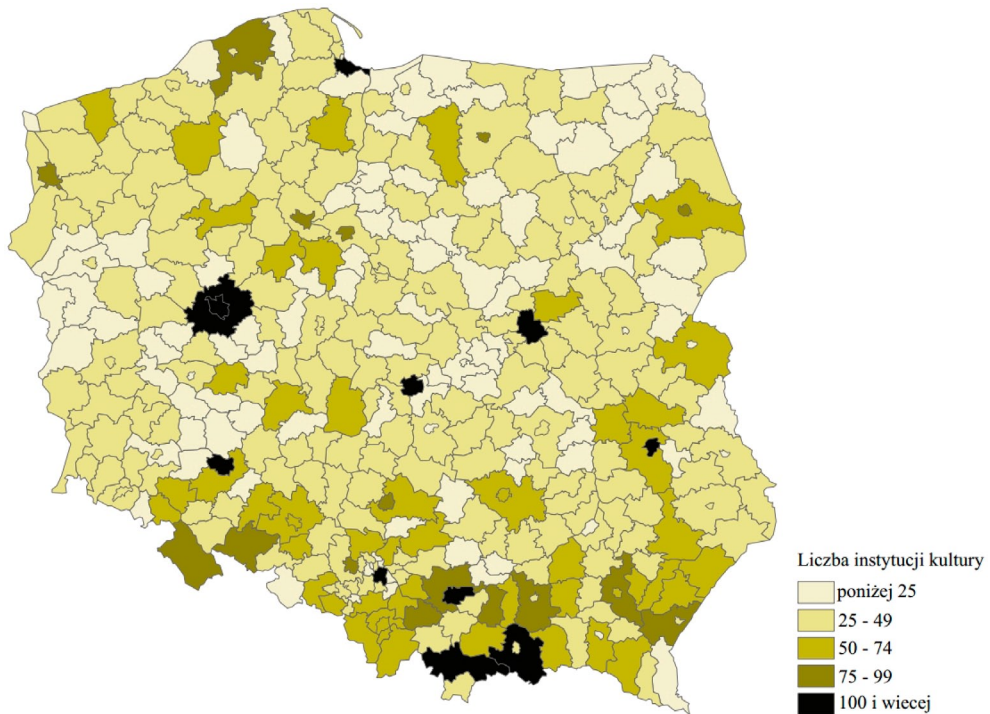 Liczba instytucji kultury
poniżej 25
25 - 49
50 - 74
75 - 99
100 i wiecej